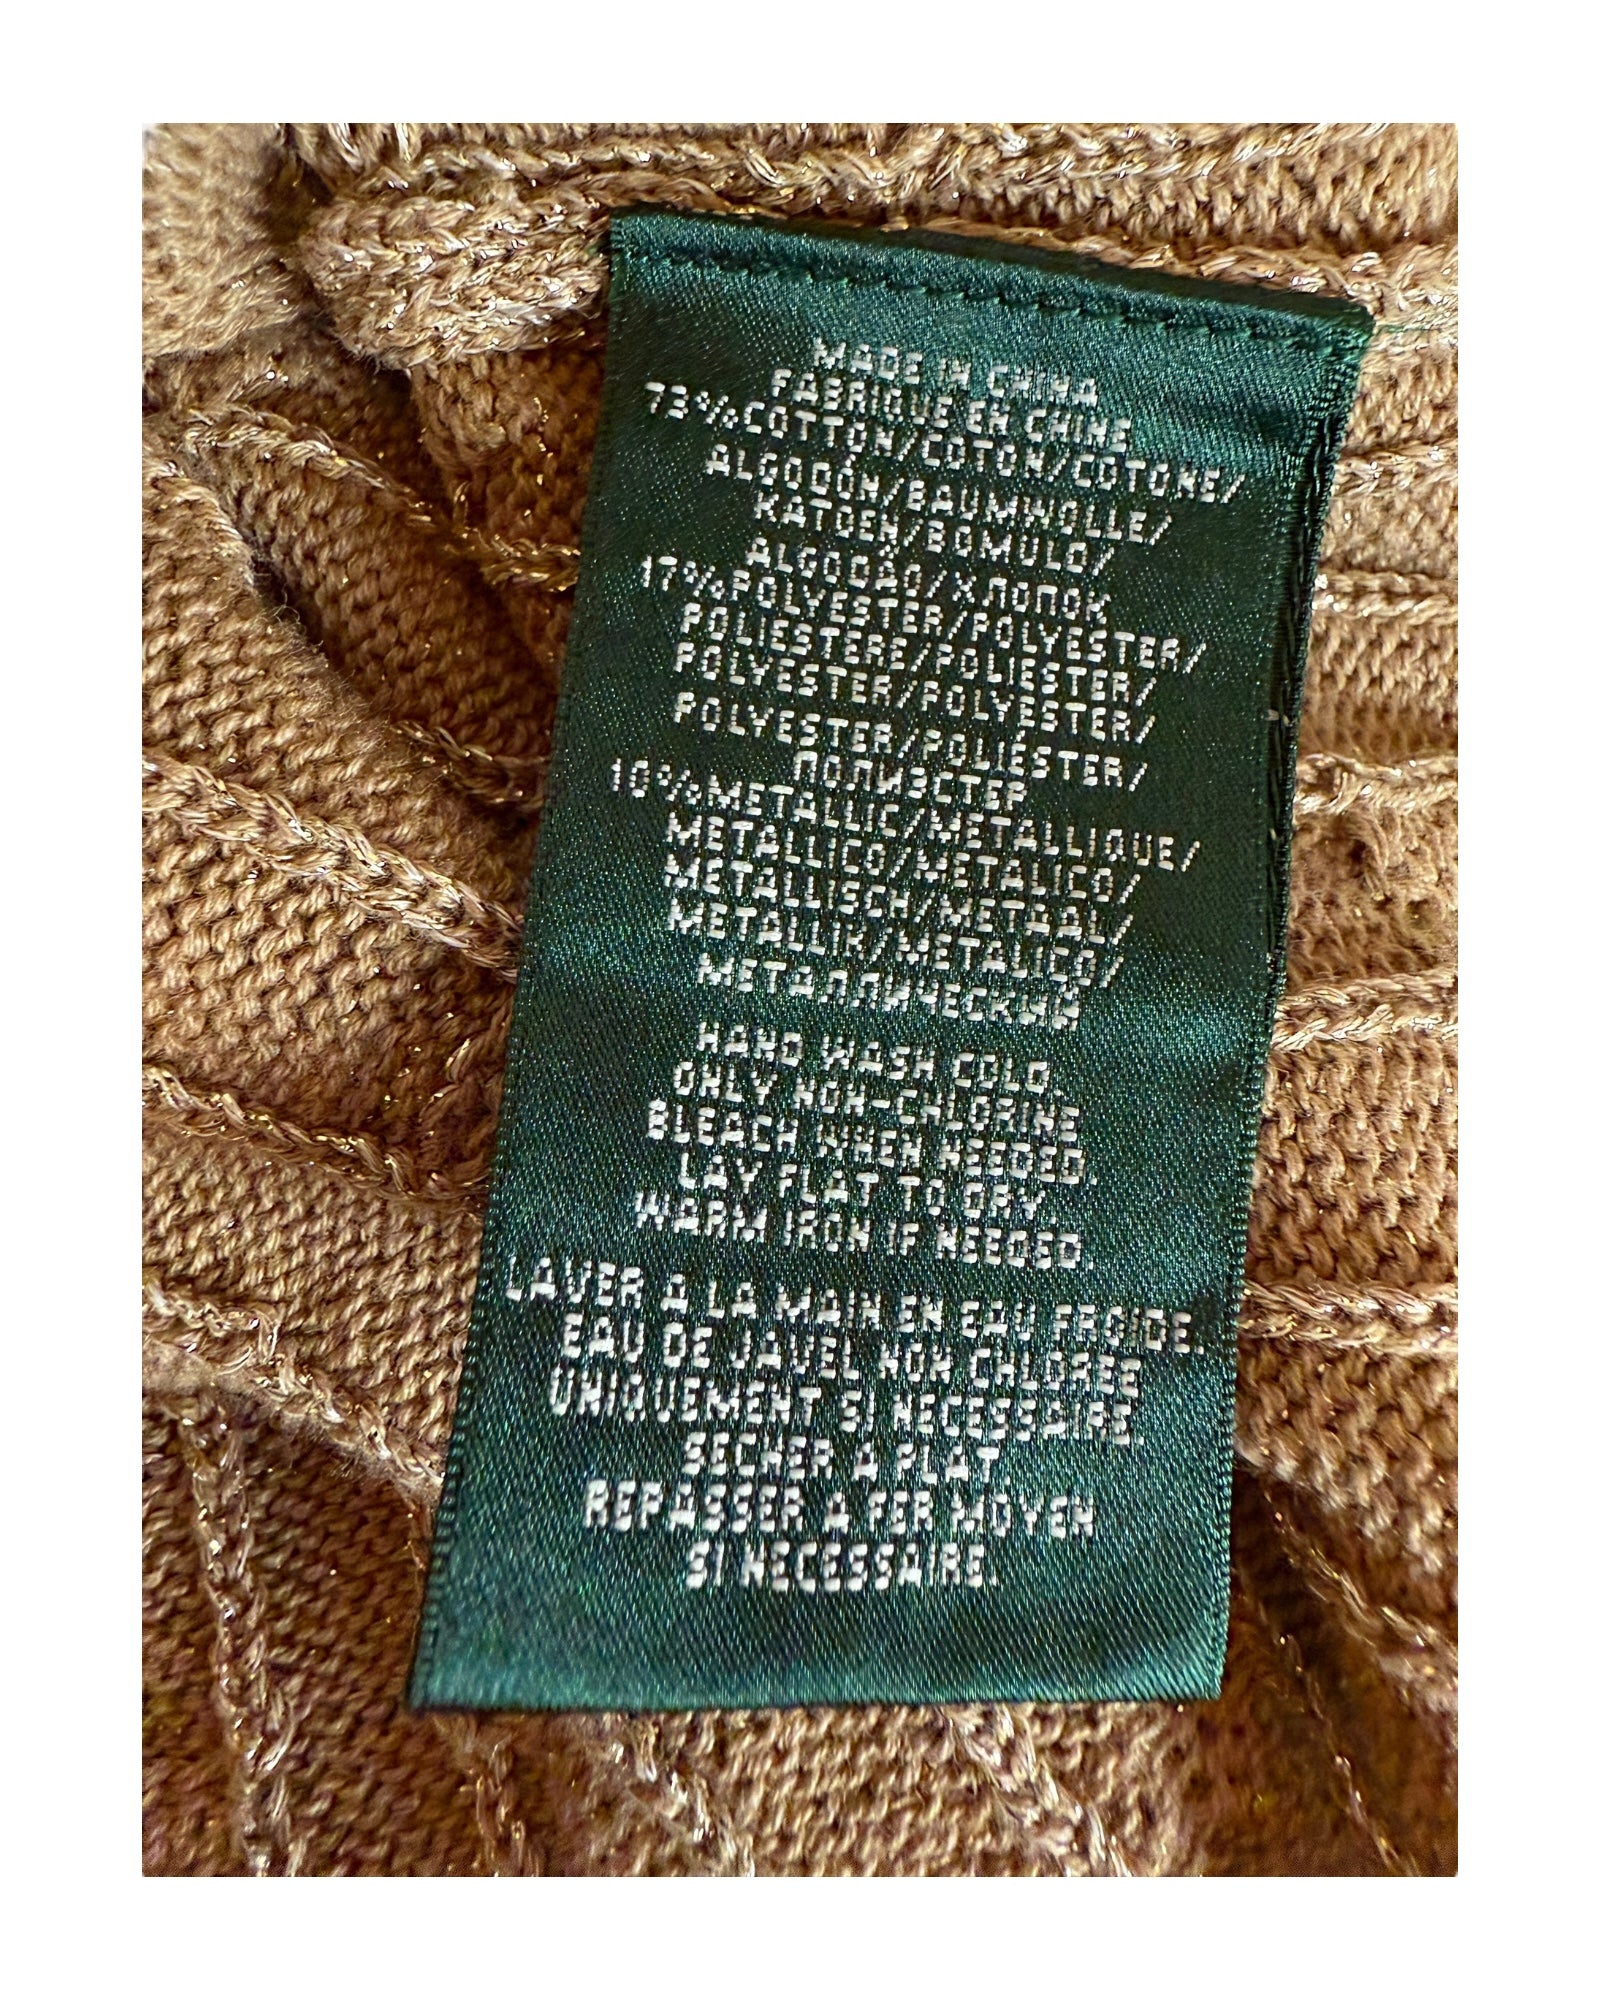 MADE IN CHINA
FABRIQUE EN CHINE
73%COTTON/COTON/COTONE/
ALGODÓN/BAUMWOLLE/
KATOEN/BOMULD/
ALGODÃO/ХЛОПОК
17%POLYESTER/POLYESTER/
POLIESTERE/POLIESTER/
POLYESTER/POLYESTER/
POLYESTER/POLIÉSTER/
ПОЛИЭСТЕР
10%METALLIC/METALLIQUE/
METALLICO/METALICO/
METALLISCH/METAAL/
METALLIK/METALICO/
МЕТАЛЛИЧЕСКИЙ
HAND WASH COLD.
ONLY NON-CHLORINE
BLEACH WHEN NEEDED.
LAY FLAT TO DRY.
WARM IRON IF NEEDED.
LAVER A LA MAIN EN EAU FROIDE.
EAU DE JAVEL NON CHLOREE
UNIQUEMENT SI NECESSAIRE.
SECHER A PLAT.
REPASSER A FER MOYEN
SI NECESSAIRE.